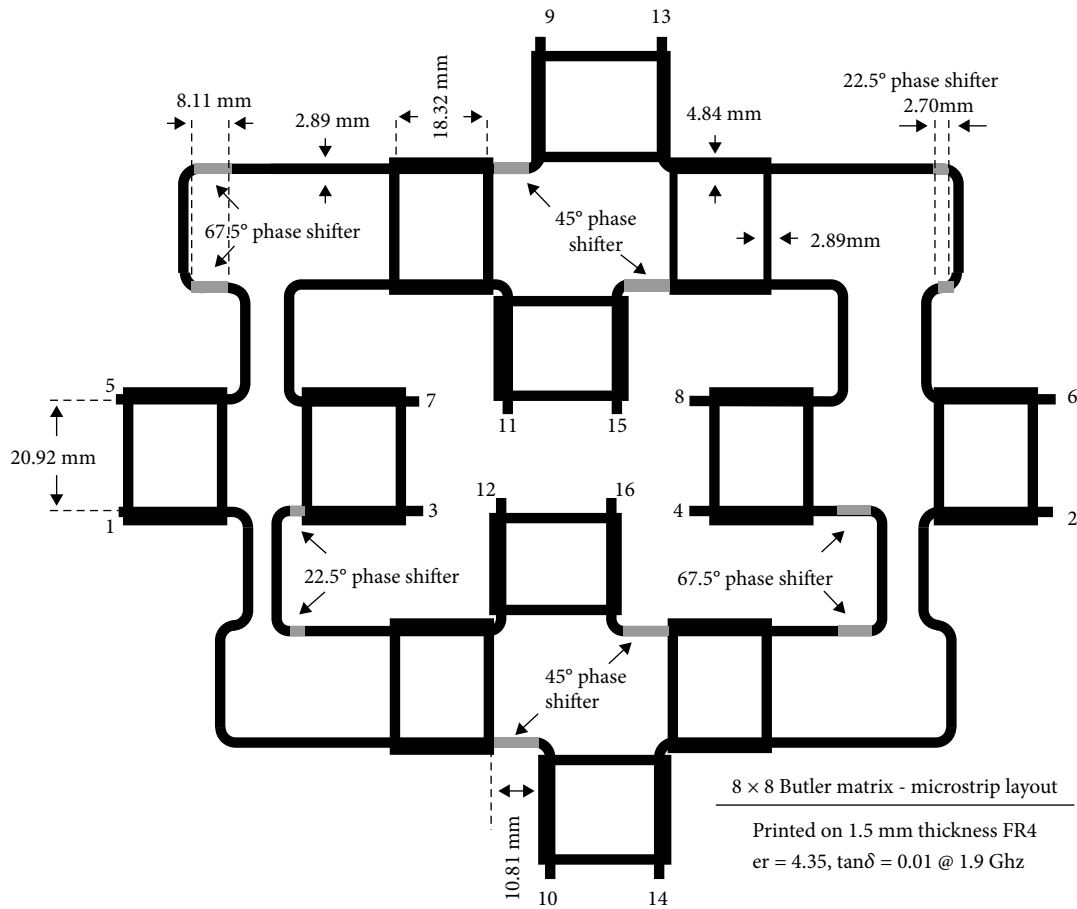 9
13
22.5° phase shifter
8.11 mm
2.70mm
2.89 mm
18.32 mm
4.84 mm
67.5° phase shifter
45° phase
shifter
2.89mm
5
7
8
6
11
15
20.92 mm
12
16
1
3
4
2
22.5° phase shifter
67.5° phase shifter
45° phase
shifter
10.81 mm
8 × 8 Butler matrix - microstrip layout
Printed on 1.5 mm thickness FR4
er = 4.35, tanδ = 0.01 @ 1.9 Ghz
10
14